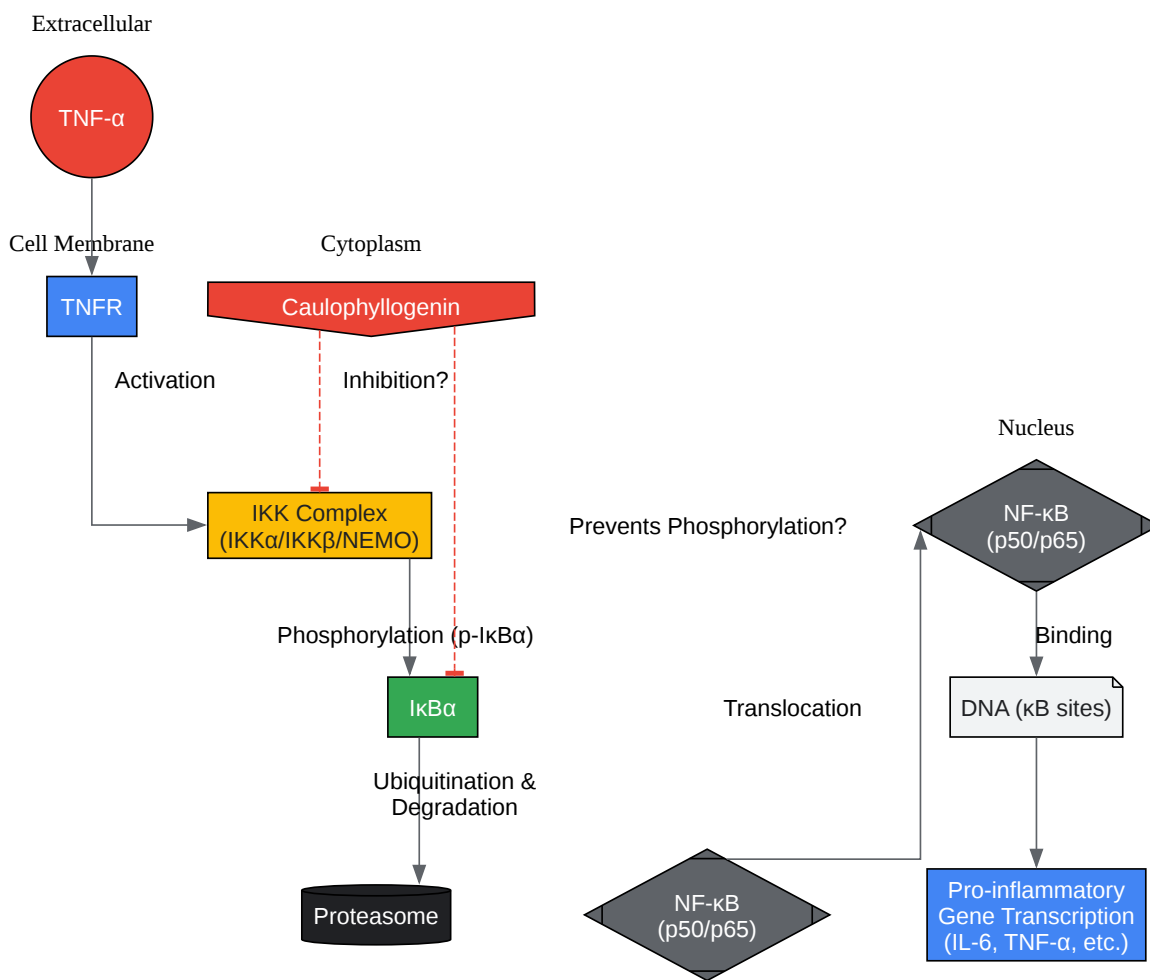 Extracellular
TNF-α
Cell Membrane
Cytoplasm
TNFR
Caulophyllogenin
Activation
Inhibition?
Nucleus
IKK Complex
(IKKα/IKKβ/NEMO)
Prevents Phosphorylation?
NF-κB
(p50/p65)
Phosphorylation (p-IκBα)
Binding
IκBα
Translocation
DNA (κB sites)
Ubiquitination &
Degradation
Proteasome
NF-κB
(p50/p65)
Pro-inflammatory
Gene Transcription
(IL-6, TNF-α, etc.)